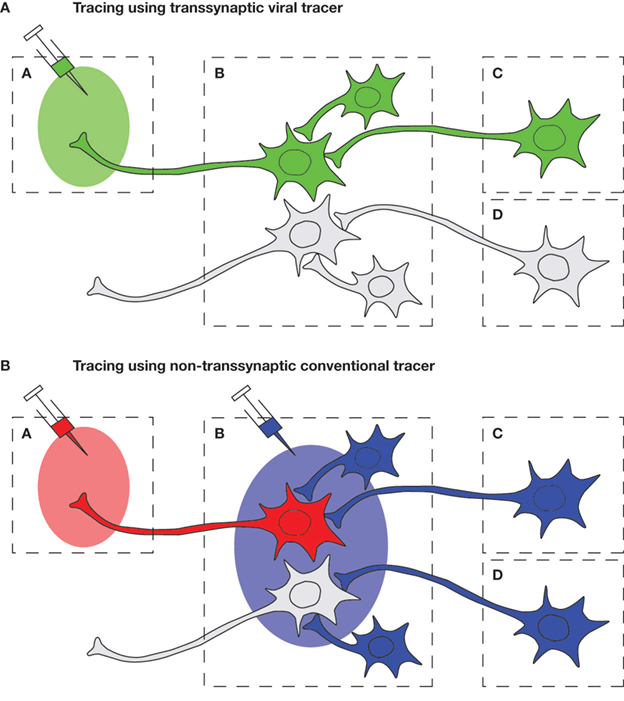 A Tracing using transsynaptic viral tracer
A B C
D
B Tracing using non-transsynaptic conventional tracer
A B C
D